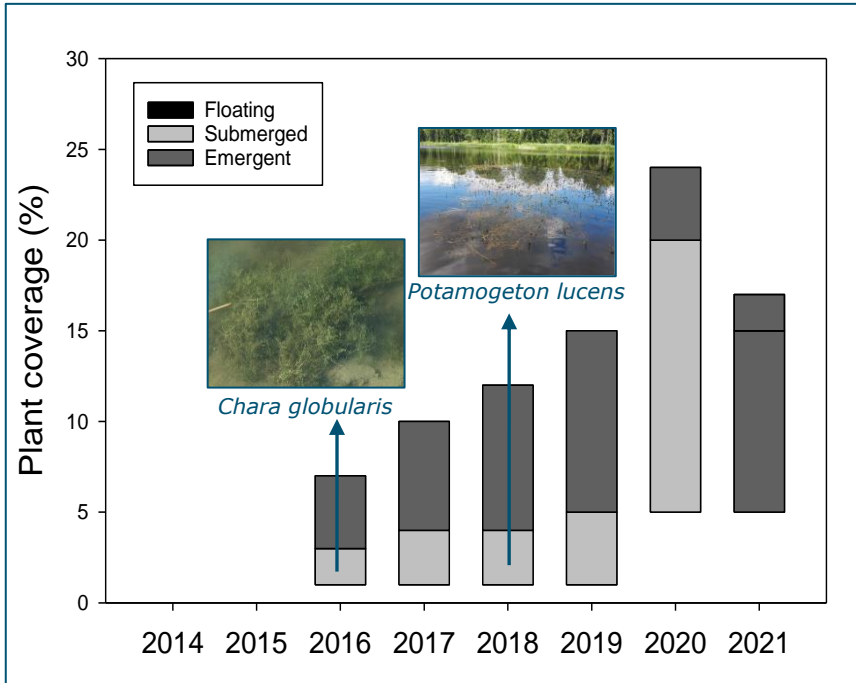 Plant coverage (%)
30
25
20
15
10
5
0
Floating
Submerged
Emergent
Potamogeton lucens
Chara globularis
2014 2015 2016 2017 2018 2019 2020 2021